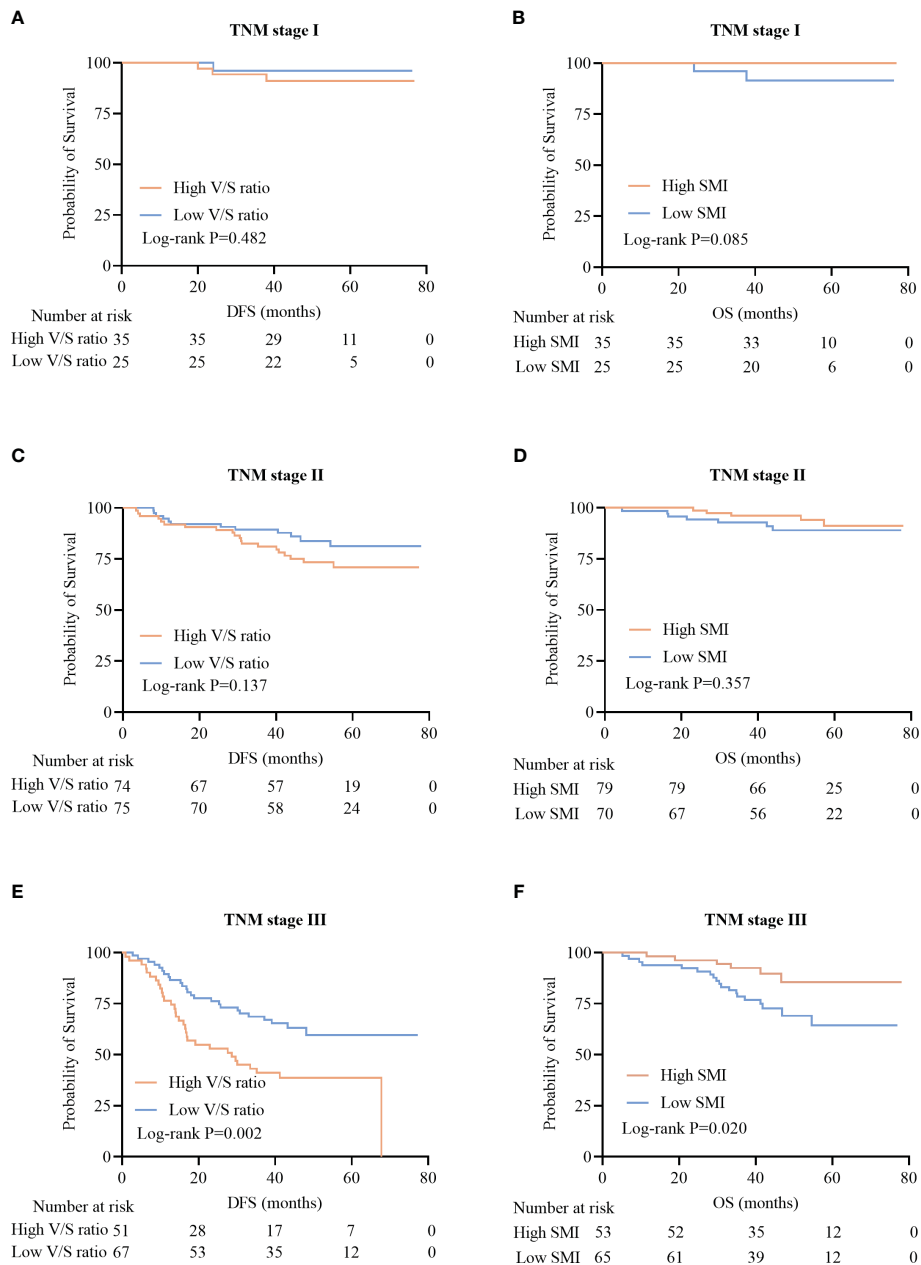 A
TNM stage I
100
75
50
25
0
Probability of Survival
High V/S ratio
Low V/S ratio
Log-rank P=0.482
0 20 40 60 80
DFS (months)
Number at risk
High V/S ratio 35 35 29 11 0
Low V/S ratio 25 25 22 5 0
B
TNM stage I
100
75
50
25
0
Probability of Survival
High SMI
Low SMI
Log-rank P=0.085
0 20 40 60 80
OS (months)
Number at risk
High SMI 35 35 33 10 0
Low SMI 25 25 20 6 0
C
TNM stage II
100
75
50
25
0
Probability of Survival
High V/S ratio
Low V/S ratio
Log-rank P=0.137
0 20 40 60 80
DFS (months)
Number at risk
High V/S ratio 74 67 57 19 0
Low V/S ratio 75 70 58 24 0
D
TNM stage II
100
75
50
25
0
Probability of Survival
High SMI
Low SMI
Log-rank P=0.357
0 20 40 60 80
OS (months)
Number at risk
High SMI 79 79 66 25 0
Low SMI 70 67 56 22 0
E
TNM stage III
100
75
50
25
0
Probability of Survival
High V/S ratio
Low V/S ratio
Log-rank P=0.002
0 20 40 60 80
DFS (months)
Number at risk
High V/S ratio 51 28 17 7 0
Low V/S ratio 67 53 35 12 0
F
TNM stage III
100
75
50
25
0
Probability of Survival
High SMI
Low SMI
Log-rank P=0.020
0 20 40 60 80
OS (months)
Number at risk
High SMI 53 52 35 12 0
Low SMI 65 61 39 12 0